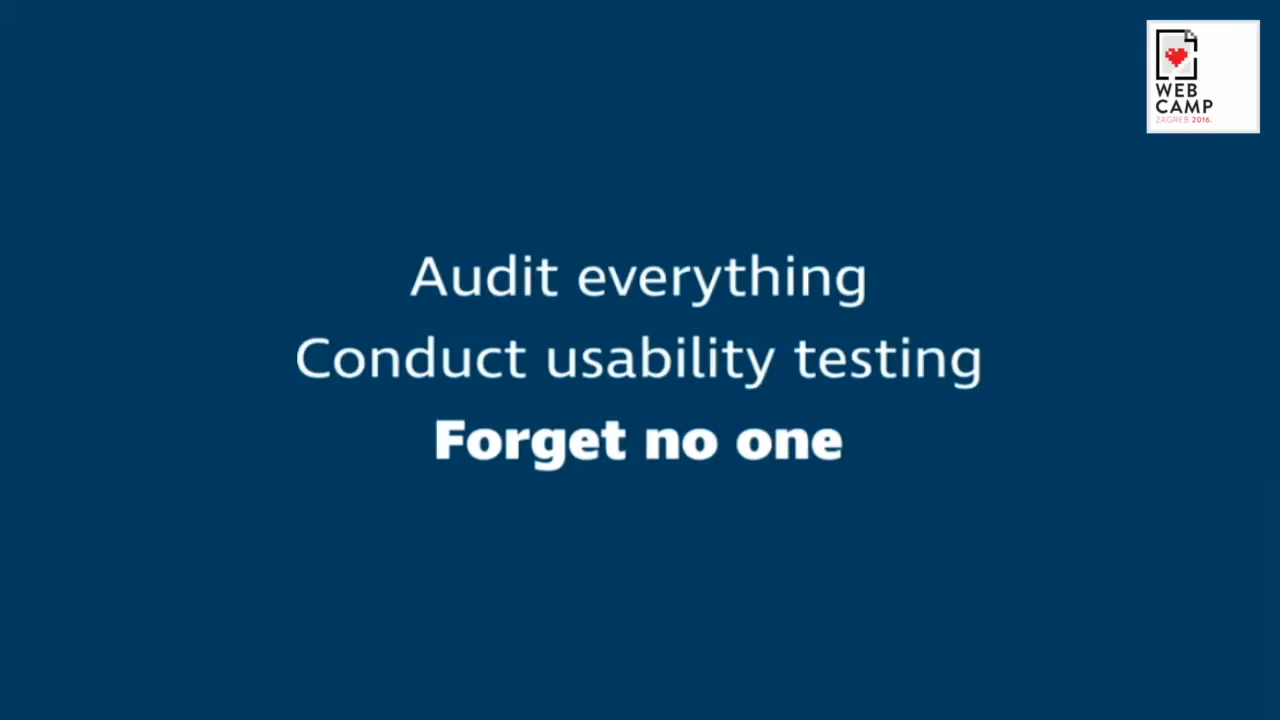 WEB
CAMP
ZAGREB 2016.
Audit everything
Conduct usability testing
Forget no one